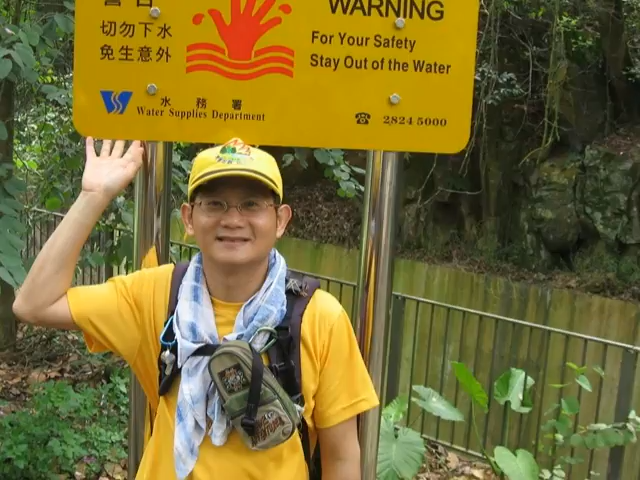 WARNING
切勿下水
免生意外
For Your Safety
Stay Out of the Water
水務署
Water Supplies Department
☎ 2824 5000